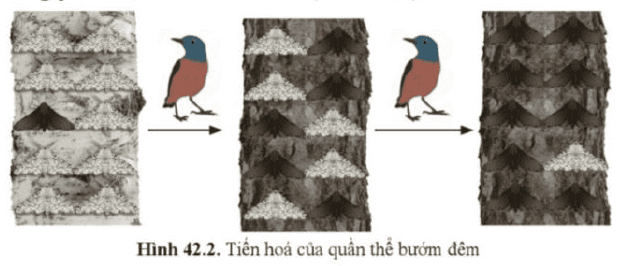 Hình 42.2. Tiến hoá của quần thể bướm đêm